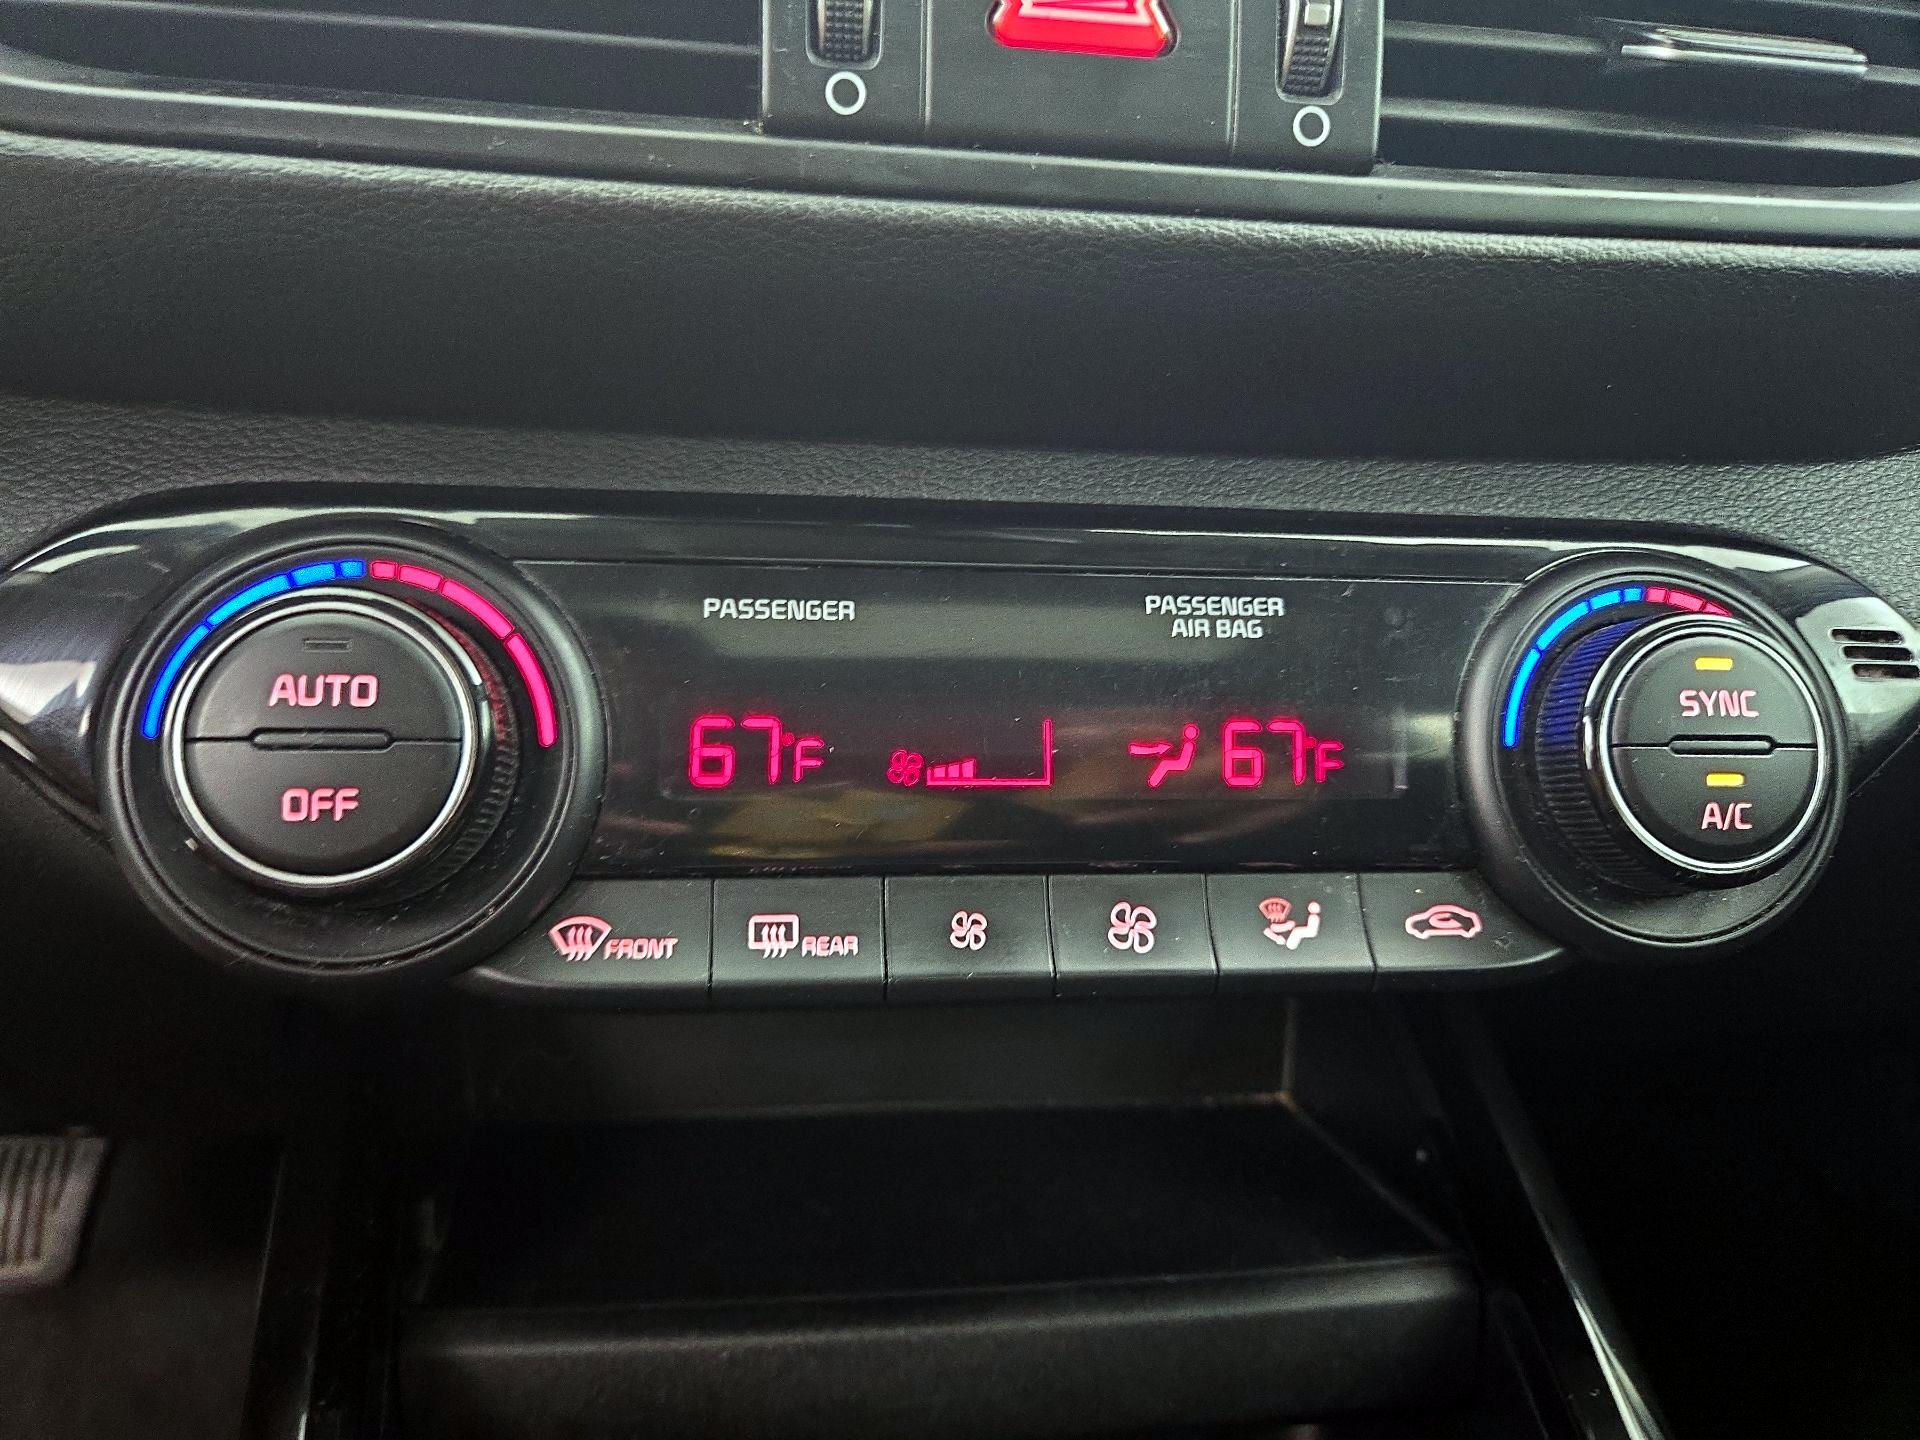 PASSENGER
PASSENGER
AIR BAG
AUTO
OFF
67°F
67°F
SYNC
A/C
FRONT
REAR